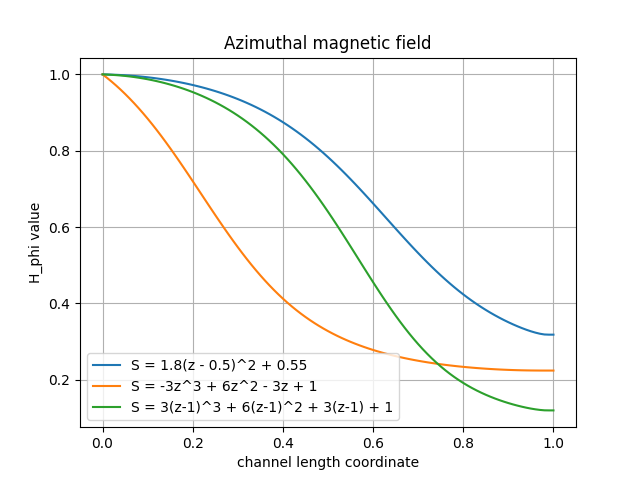 Azimuthal magnetic field
H_phi value
1.0
0.8
0.6
0.4
0.2
S = 1.8(z - 0.5)^2 + 0.55
S = -3z^3 + 6z^2 - 3z + 1
S = 3(z-1)^3 + 6(z-1)^2 + 3(z-1) + 1
0.0 0.2 0.4 0.6 0.8 1.0
channel length coordinate